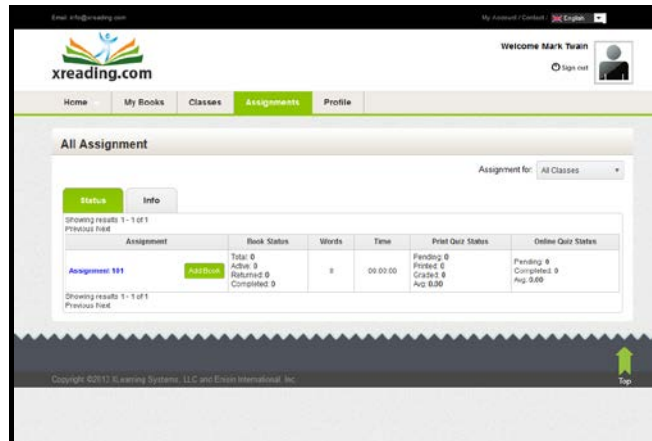 Email: info@xreading.com
My Account / Contact / English
xreading.com
Welcome Mark Twain
Sign out
Home
My Books
Classes
Assignments
Profile
All Assignment
Assignment for: All Classes
Status
Info
Showing results 1 - 1 of 1
Previous Next
Assignment
Book Status
Words
Time
Print Quiz Status
Online Quiz Status
Assignment 101
Add Book
Total: 0
Active: 0
Returned: 0
Completed: 0
0
00:00:00
Pending: 0
Printed: 0
Graded: 0
Avg: 0.00
Pending: 0
Completed: 0
Avg: 0.00
Showing results 1 - 1 of 1
Previous Next
Copyright ©2013 XLearning Systems, LLC and Enixin International, Inc.
Top